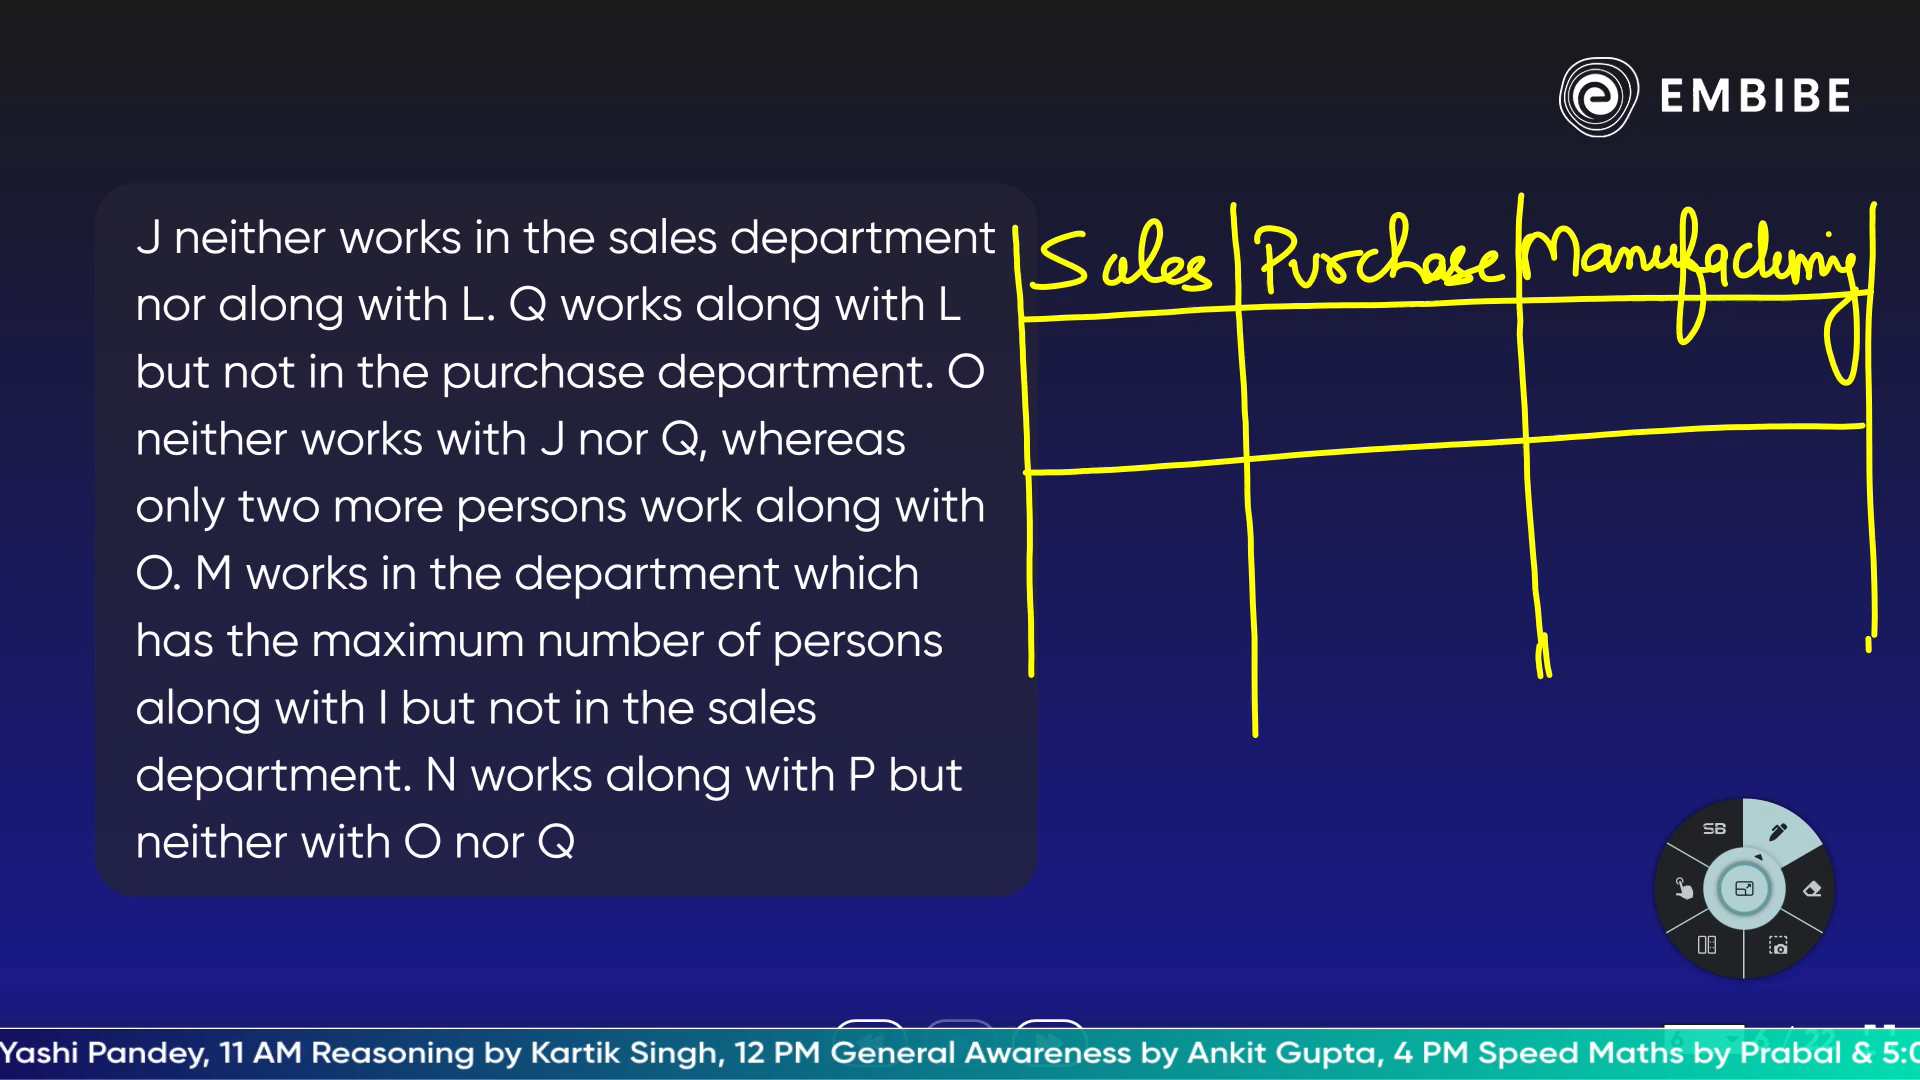 EMBIBE
J neither works in the sales department
nor along with L. Q works along with L
but not in the purchase department. O
neither works with J nor Q, whereas
only two more persons work along with
O. M works in the department which
has the maximum number of persons
along with I but not in the sales
department. N works along with P but
neither with O nor Q
Sales Purchase Manufacturing
SB
Yashi Pandey, 11 AM Reasoning by Kartik Singh, 12 PM General Awareness by Ankit Gupta, 4 PM Speed Maths by Prabal & 5:0